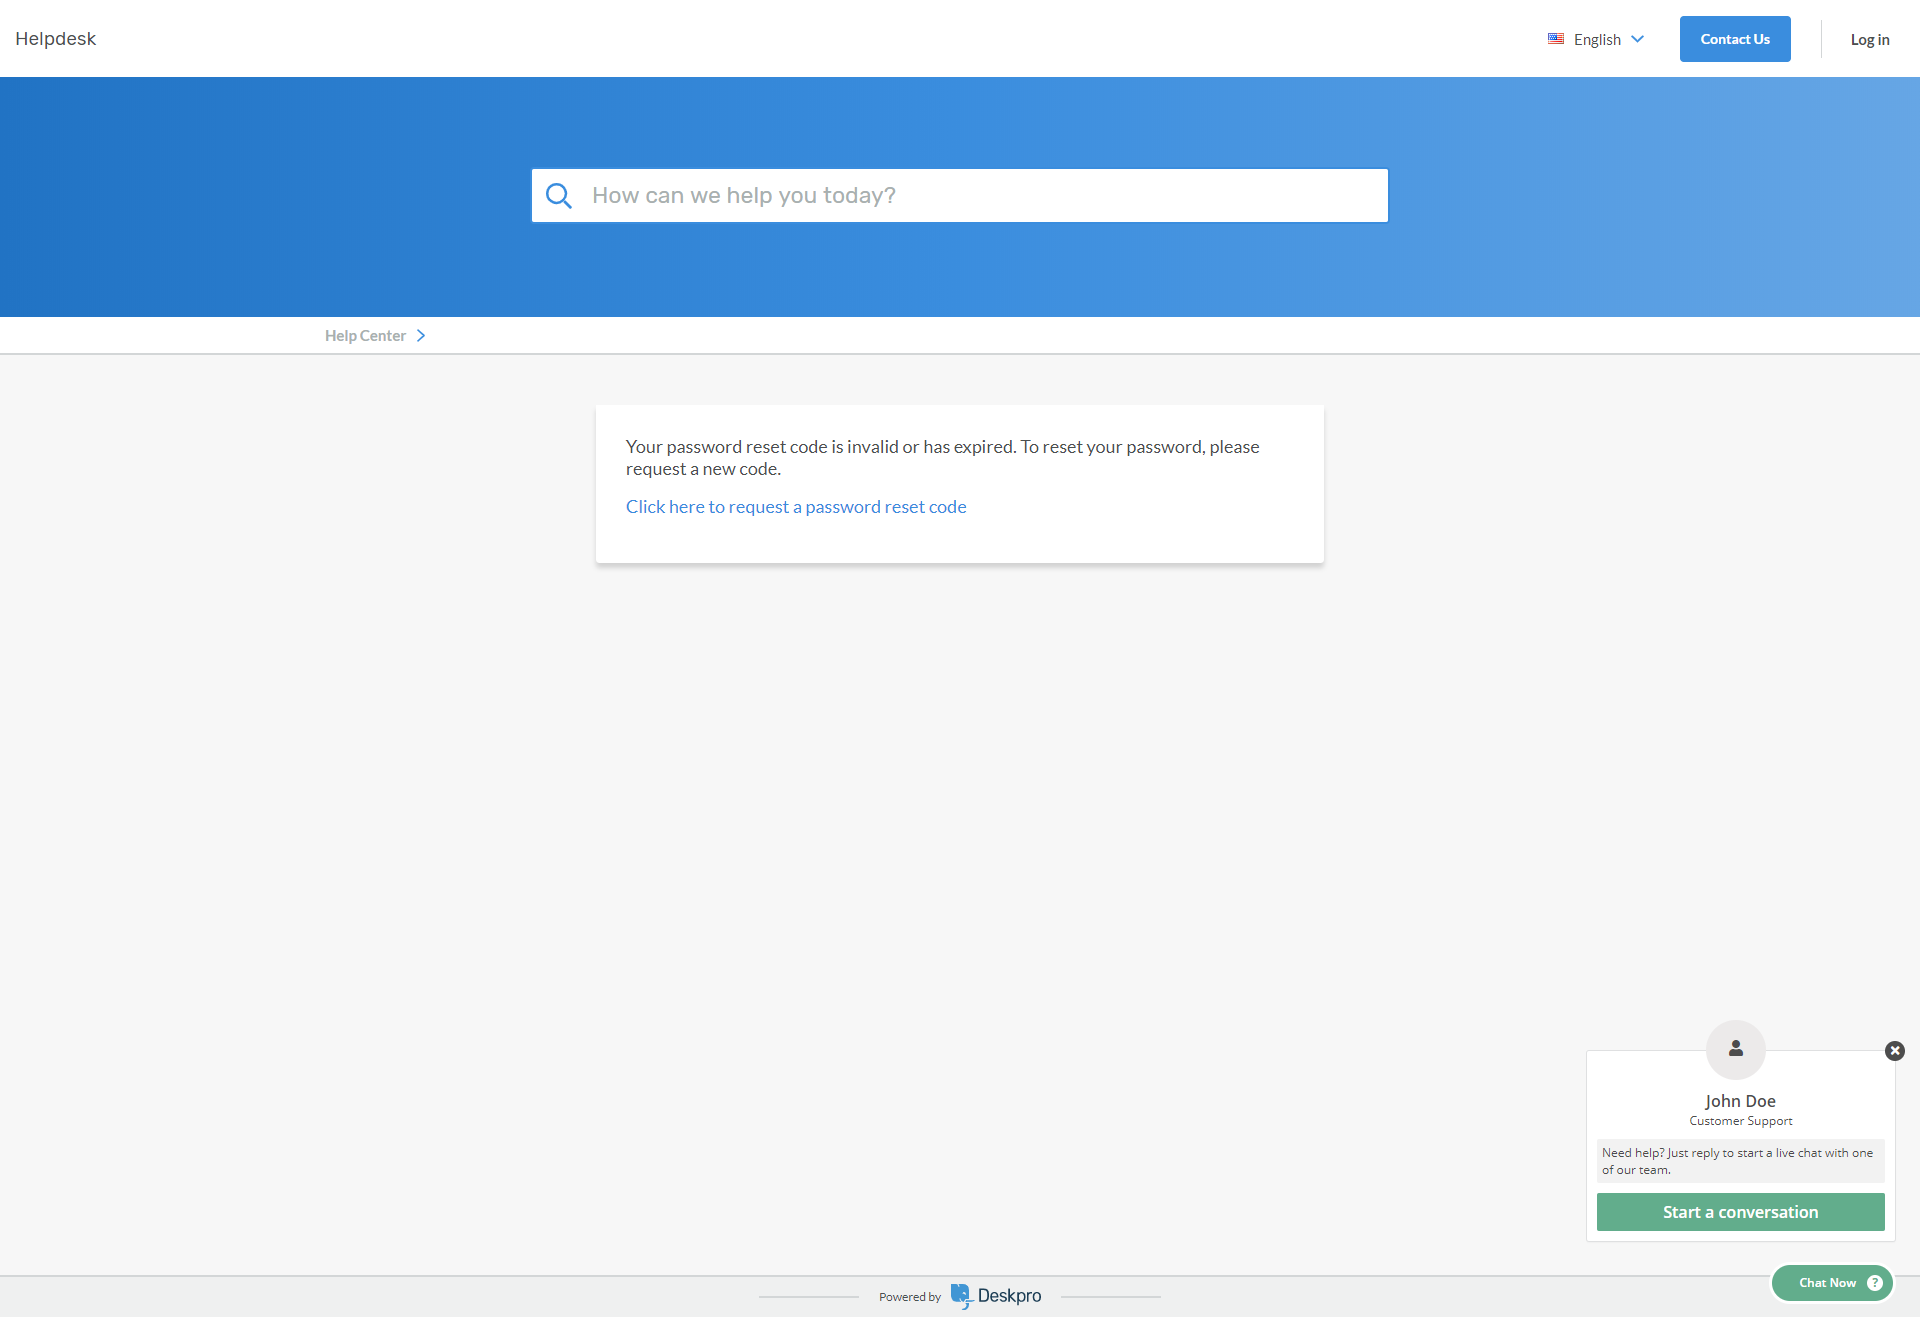 Helpdesk
English
Contact Us
Log in
How can we help you today?
Help Center
Your password reset code is invalid or has expired. To reset your password, please
request a new code.
Click here to request a password reset code
John Doe
Customer Support
Need help? Just reply to start a live chat with one
of our team.
Start a conversation
Chat Now ?
Powered by Deskpro